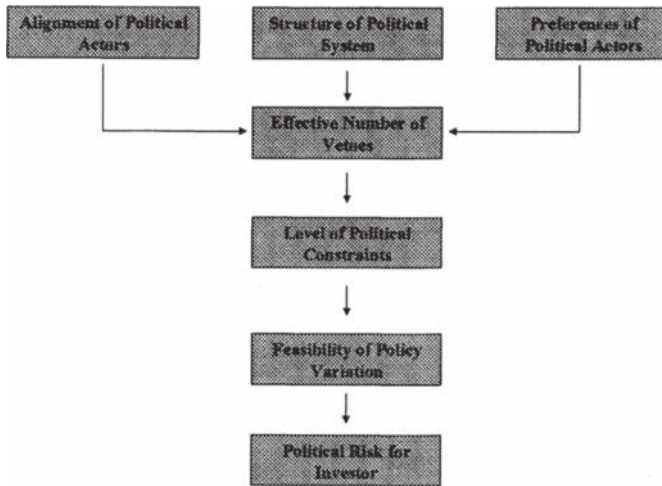 Alignment of Political
Actors
Structure of Political
System
Preferences of
Political Actors
Effective Number of
Vetoes
Level of Political
Constraints
Feasibility of Policy
Variation
Political Risk for
Investor